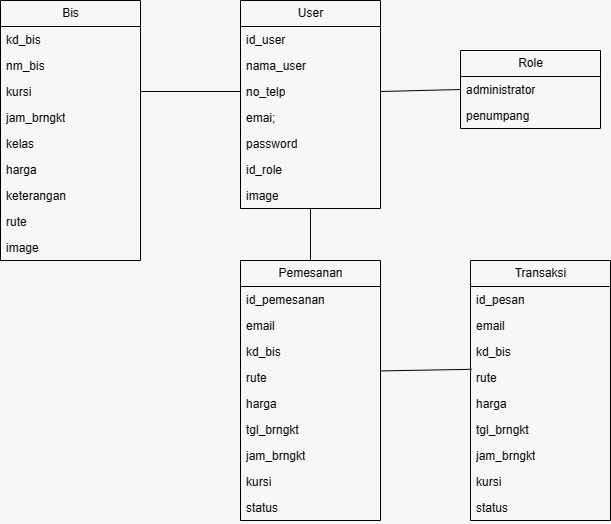 Bis
kd_bis
nm_bis
kursi
jam_brngkt
kelas
harga
keterangan
rute
image
User
id_user
nama_user
no_telp
emai;
password
id_role
image
Role
administrator
penumpang
Pemesanan
id_pemesanan
email
kd_bis
rute
harga
tgl_brngkt
jam_brngkt
kursi
status
Transaksi
id_pesan
email
kd_bis
rute
harga
tgl_brngkt
jam_brngkt
kursi
status